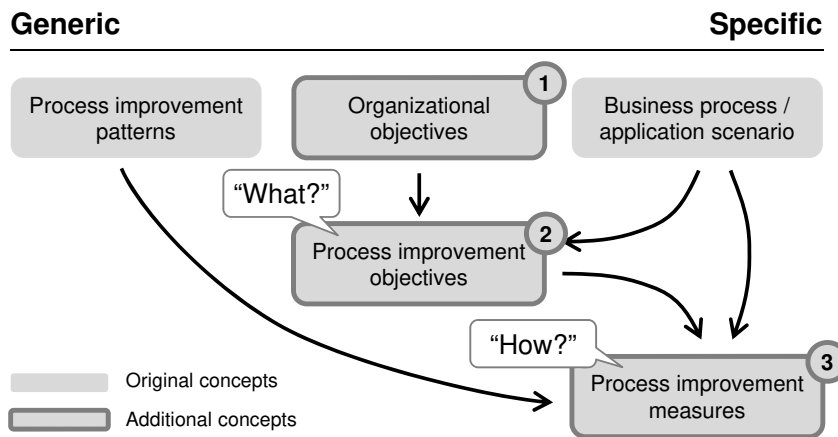 Generic
Specific
Process improvement
patterns
1
Organizational
objectives
Business process /
application scenario
“What?”
2
Process improvement
objectives
“How?”
3
Process improvement
measures
Original concepts
Additional concepts